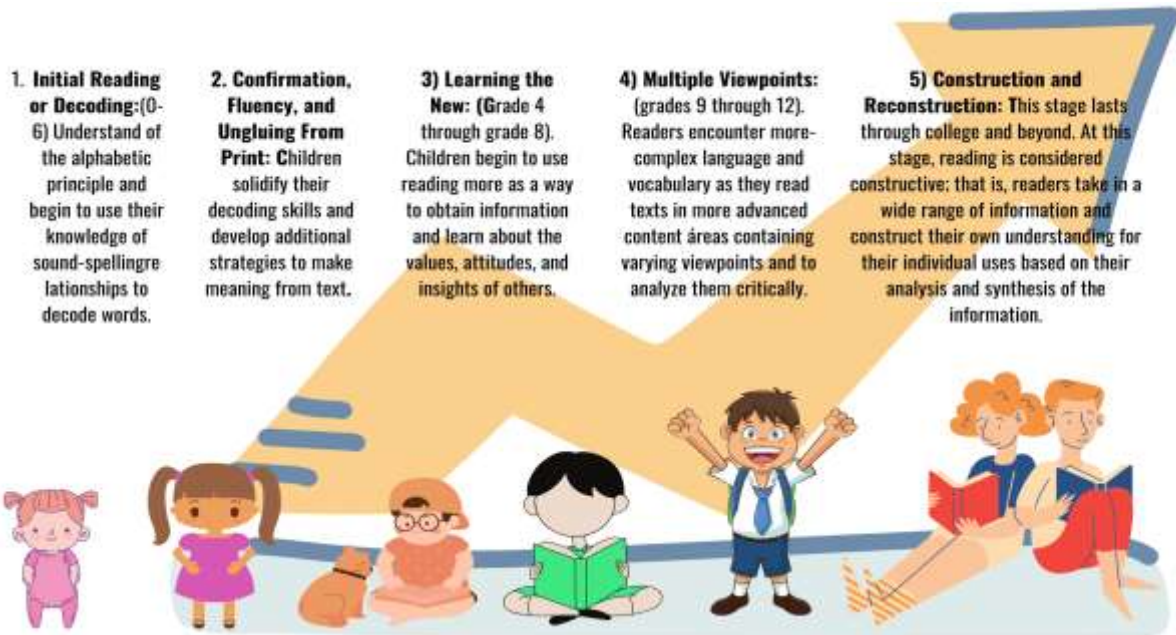 1. Initial Reading
or Decoding:(0-
6) Understand of
the alphabetic
principle and
begin to use their
knowledge of
sound-spellingre
lationships to
decode words.
2. Confirmation,
Fluency, and
Ungluing From
Print: Children
solidify their
decoding skills and
develop additional
strategies to make
meaning from text.
3) Learning the
New: (Grade 4
through grade 8).
Children begin to use
reading more as a way
to obtain information
and learn about the
values, attitudes, and
insights of others.
4) Multiple Viewpoints:
(grades 9 through 12).
Readers encounter more-
complex language and
vocabulary as they read
texts in more advanced
content áreas containing
varying viewpoints and to
analyze them critically.
5) Construction and
Reconstruction: This stage lasts
through college and beyond. At this
stage, reading is considered
constructive; that is, readers take in a
wide range of information and
construct their own understanding for
their individual uses based on their
analysis and synthesis of the
information.